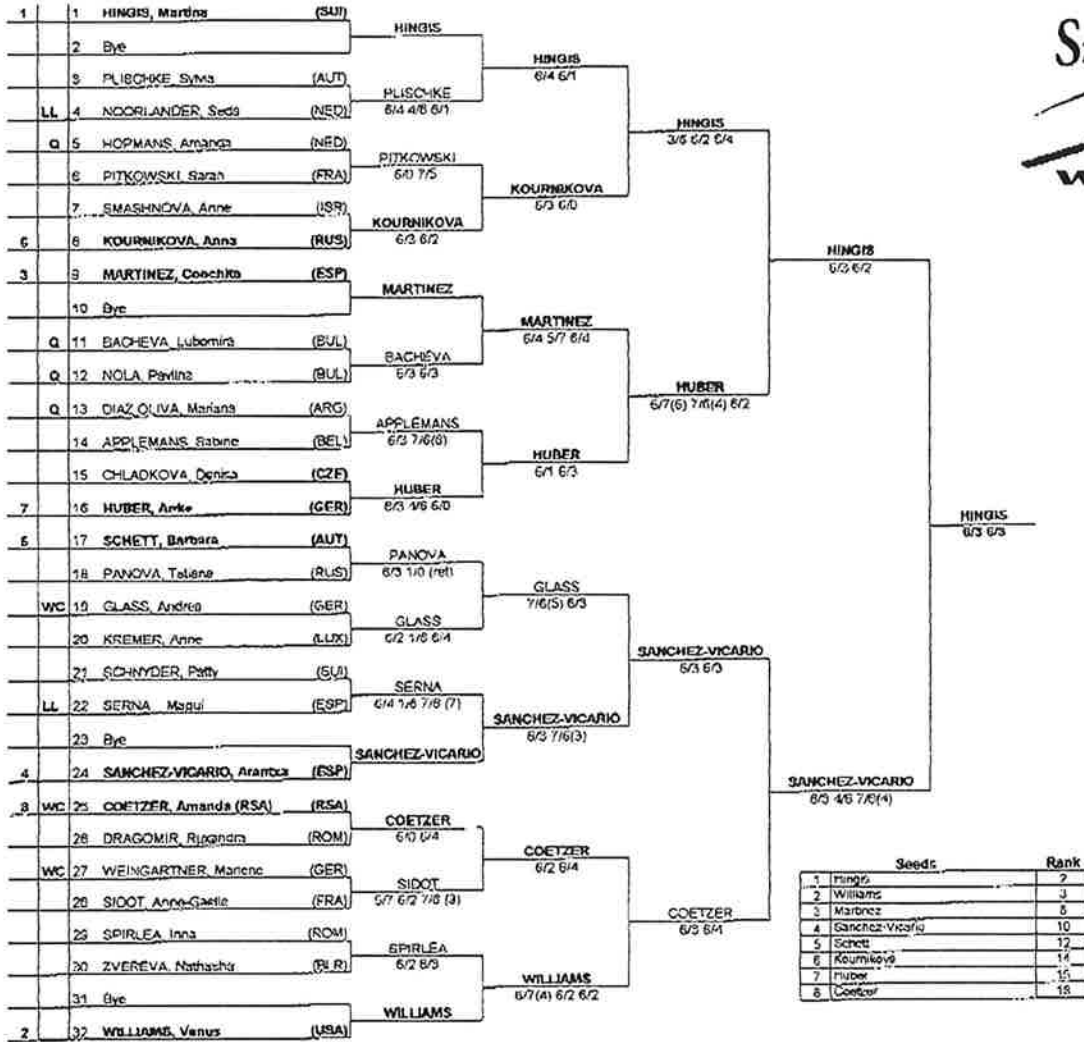 1 1 HINGIS, Martina (SUI)
2 Bye
3 PLISCHKE, Sylvia (AUT)
LL 4 NOORLANDER, Seda (NED)
Q 5 HOPMANS, Amanda (NED)
6 PITKOWSKI, Sarah (FRA)
7 SMASHNOVA, Anne (ISR)
6 8 KOURNIKOVA, Anna (RUS)
3 9 MARTINEZ, Conchita (ESP)
10 Bye
Q 11 BACHEVA, Lubomira (BUL)
Q 12 NOLA, Pavlina (BUL)
Q 13 DIAZ OLIVA, Mariana (ARG)
14 APPLEMANS, Sabine (BEL)
15 CHLADKOVA, Denisa (CZE)
7 16 HUBER, Anke (GER)
5 17 SCHETT, Barbara (AUT)
18 PANOVA, Tatiana (RUS)
WC 19 GLASS, Andrea (GER)
20 KREMER, Anne (LUX)
21 SCHNYDER, Patty (SUI)
LL 22 SERNA, Magui (ESP)
23 Bye
4 24 SANCHEZ-VICARIO, Arantxa (ESP)
8 WC 25 COETZER, Amanda (RSA) (RSA)
26 DRAGOMIR, Ruxandra (ROM)
WC 27 WEINGARTNER, Marlene (GER)
28 SIDOT, Anne-Gaelle (FRA)
29 SPIRLEA, Irina (ROM)
30 ZVEREVA, Nathasha (BLR)
31 Bye
2 32 WILLIAMS, Venus (USA)
HINGIS
PLISCHKE
6/4 4/6 6/1
PITKOWSKI
6/0 7/5
KOURNIKOVA
6/3 6/2
MARTINEZ
BACHEVA
6/3 6/3
APPLEMANS
6/3 7/6(6)
HUBER
6/3 4/6 6/0
PANOVA
6/3 1/0 (ret)
GLASS
6/2 1/6 6/4
SERNA
6/4 1/6 7/6 (7)
SANCHEZ-VICARIO
COETZER
6/0 6/4
SIDOT
5/7 6/2 7/6 (3)
SPIRLEA
6/2 6/3
WILLIAMS
HINGIS
6/4 6/1
KOURNIKOVA
6/3 6/0
MARTINEZ
6/4 5/7 6/4
HUBER
6/1 6/3
GLASS
7/6(5) 6/3
SANCHEZ-VICARIO
6/3 7/6(3)
COETZER
6/2 6/4
WILLIAMS
6/7(4) 6/2 6/2
HINGIS
3/6 6/2 6/4
HUBER
6/7(6) 7/6(4) 6/2
SANCHEZ-VICARIO
6/3 6/3
COETZER
6/3 6/4
HINGIS
6/3 6/2
SANCHEZ-VICARIO
6/3 4/6 7/6(4)
HINGIS
6/3 6/3
Seeds Rank
1 Hingis 2
2 Williams 3
3 Martinez 5
4 Sanchez-Vicario 10
5 Schett 12
6 Kournikova 14
7 Huber 15
8 Coetzer